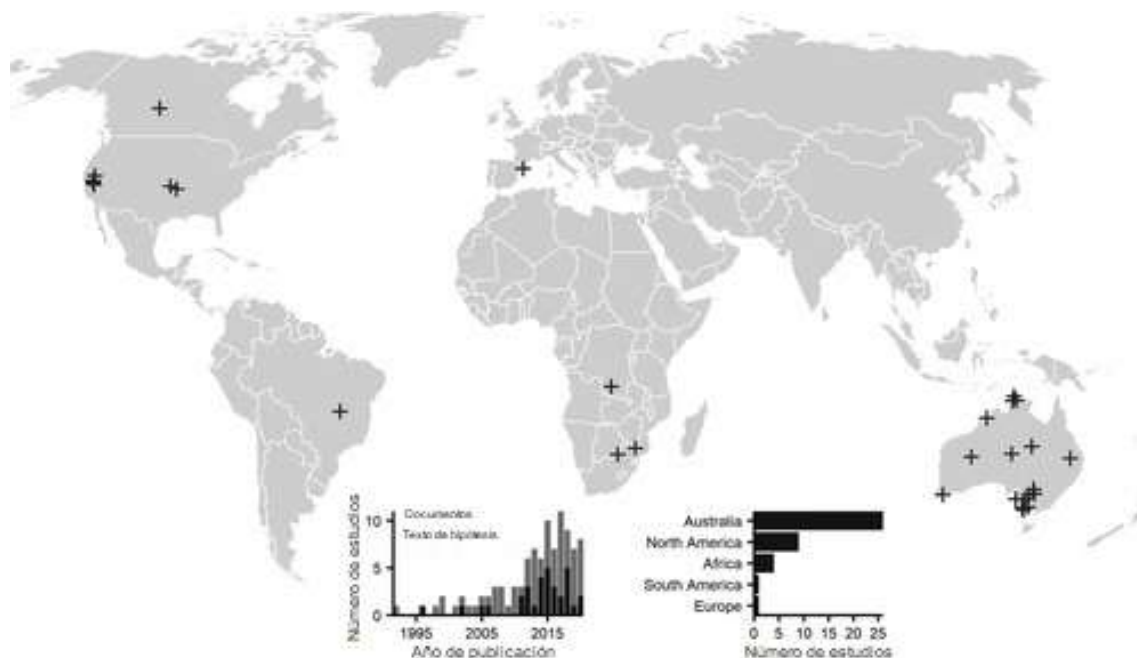 Documentos
Texto de hipótesis
Número de estudios
10
5
0
1995 2005 2015
Año de publicación
Australia
North America
Africa
South America
Europe
0 5 10 15 20 25
Número de estudios